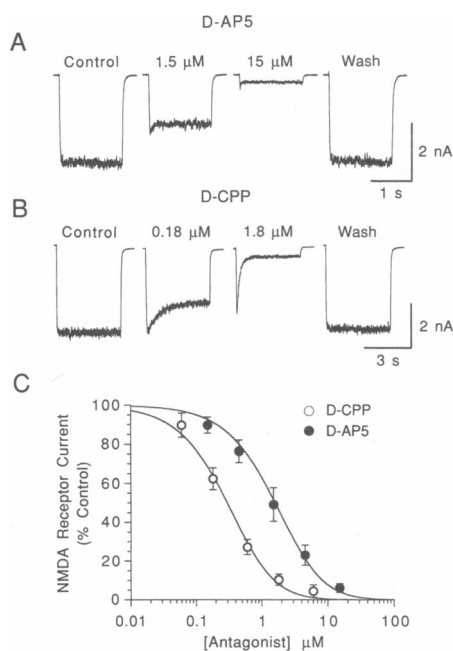 D-AP5
A
Control 1.5 μM 15 μM Wash
2 nA
1 s
B
D-CPP
Control 0.18 μM 1.8 μM Wash
2 nA
3 s
C
D-CPP
D-AP5
NMDA Receptor Current
(% Control)
100
80
60
40
20
0
0.01 0.1 1 10 100
[Antagonist] μM